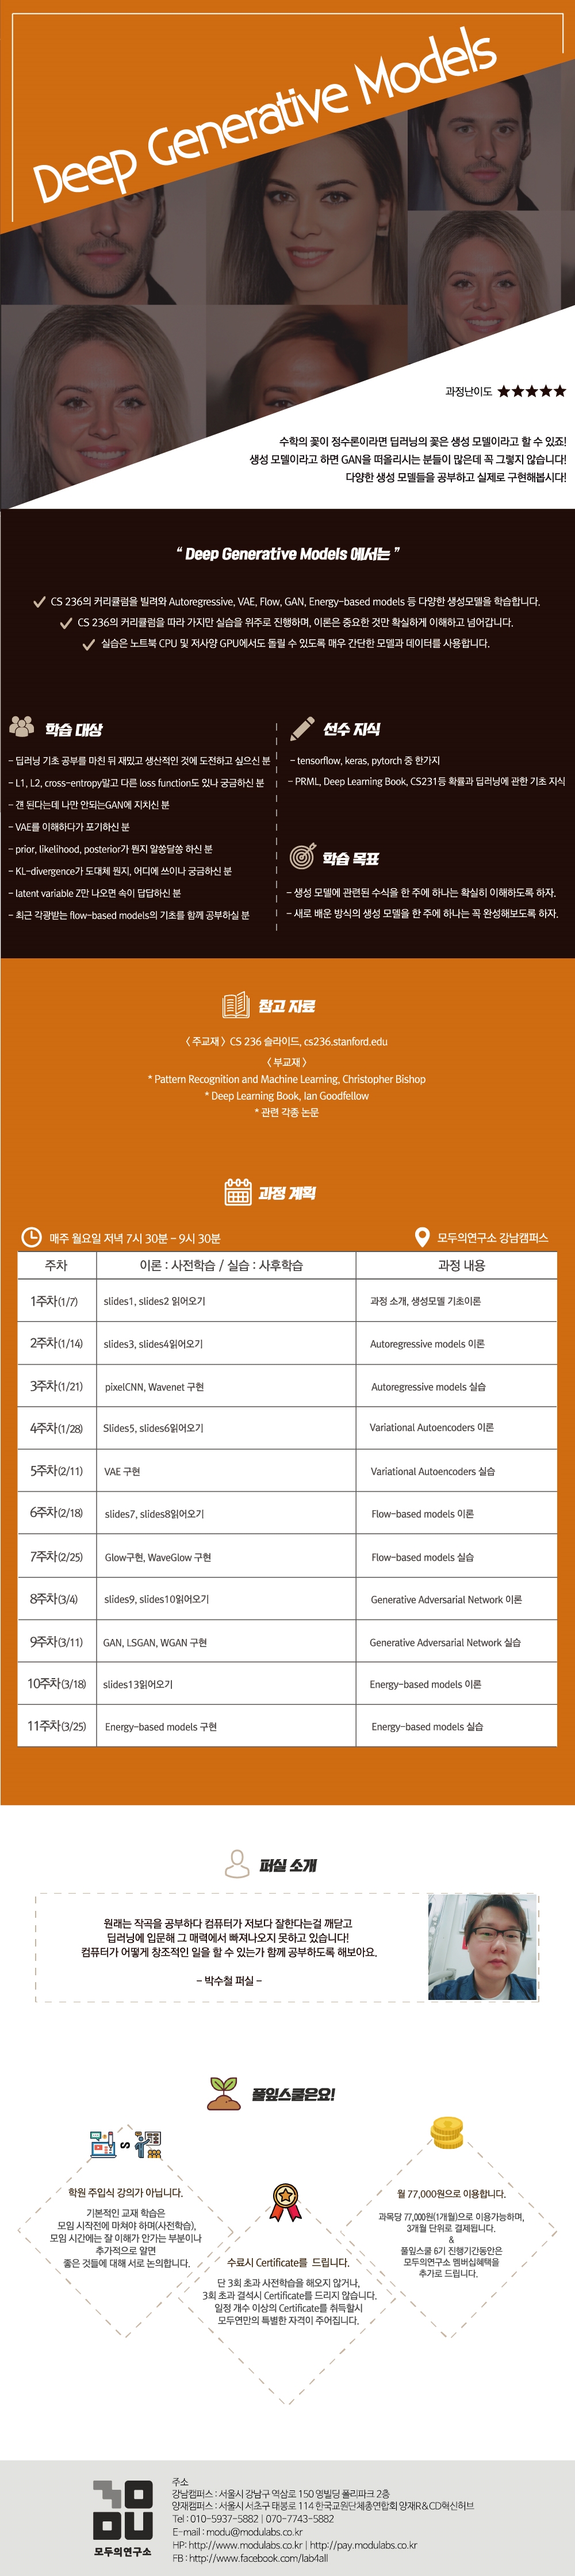 Deep Generative Models
과정난이도 ★★★★★
수학의 꽃이 정수론이라면 딥러닝의 꽃은 생성 모델이라고 할 수 있죠!
생성 모델이라고 하면 GAN을 떠올리시는 분들이 많은데 꼭 그렇지 않습니다!
다양한 생성 모델들을 공부하고 실제로 구현해봅시다!
“ Deep Generative Models 에서는 ”
CS 236의 커리큘럼을 빌려와 Autoregressive, VAE, Flow, GAN, Energy-based models 등 다양한 생성모델을 학습합니다.
CS 236의 커리큘럼을 따라 가지만 실습을 위주로 진행하며, 이론은 중요한 것만 확실하게 이해하고 넘어갑니다.
실습은 노트북 CPU 및 저사양 GPU에서도 돌릴 수 있도록 매우 간단한 모델과 데이터를 사용합니다.
학습 대상
- 딥러닝 기초 공부를 마친 뒤 재밌고 생산적인 것에 도전하고 싶으신 분
- L1, L2, cross-entropy말고 다른 loss function도 있나 궁금하신 분
- 걘 된다는데 나만 안되는GAN에 지치신 분
- VAE를 이해하다가 포기하신 분
- prior, likelihood, posterior가 뭔지 알쏭달쏭 하신 분
- KL-divergence가 도대체 뭔지, 어디에 쓰이나 궁금하신 분
- latent variable Z만 나오면 속이 답답하신 분
- 최근 각광받는 flow-based models의 기초를 함께 공부하실 분
선수 지식
- tensorflow, keras, pytorch 중 한가지
- PRML, Deep Learning Book, CS231등 확률과 딥러닝에 관한 기초 지식
학습 목표
- 생성 모델에 관련된 수식을 한 주에 하나는 확실히 이해하도록 하자.
- 새로 배운 방식의 생성 모델을 한 주에 하나는 꼭 완성해보도록 하자.
참고 자료
< 주교재 > CS 236 슬라이드, cs236.stanford.edu
< 부교재 >
* Pattern Recognition and Machine Learning, Christopher Bishop
* Deep Learning Book, Ian Goodfellow
* 관련 각종 논문
과정 계획
매주 월요일 저녁 7시 30분 - 9시 30분
모두의연구소 강남캠퍼스
주차 이론 : 사전학습 / 실습 : 사후학습 과정 내용
1주차(1/7) slides1, slides2 읽어오기 과정 소개, 생성모델 기초이론
2주차(1/14) slides3, slides4읽어오기 Autoregressive models 이론
3주차(1/21) pixelCNN, Wavenet 구현 Autoregressive models 실습
4주차(1/28) Slides5, slides6읽어오기 Variational Autoencoders 이론
5주차(2/11) VAE 구현 Variational Autoencoders 실습
6주차(2/18) slides7, slides8읽어오기 Flow-based models 이론
7주차(2/25) Glow구현, WaveGlow 구현 Flow-based models 실습
8주차(3/4) slides9, slides10읽어오기 Generative Adversarial Network 이론
9주차(3/11) GAN, LSGAN, WGAN 구현 Generative Adversarial Network 실습
10주차(3/18) slides13읽어오기 Energy-based models 이론
11주차(3/25) Energy-based models 구현 Energy-based models 실습
퍼실 소개
원래는 작곡을 공부하다 컴퓨터가 저보다 잘한다는걸 깨닫고
딥러닝에 입문해 그 매력에서 빠져나오지 못하고 있습니다!
컴퓨터가 어떻게 창조적인 일을 할 수 있는가 함께 공부하도록 해보아요.
- 박수철 퍼실 -
풀잎스쿨은요!
S
학원 주입식 강의가 아닙니다.
기본적인 교재 학습은
모임 시작전에 마쳐야 하며(사전학습),
모임 시간에는 잘 이해가 안가는 부분이나
추가적으로 알면
좋은 것들에 대해 서로 논의합니다.
수료시 Certificate를 드립니다.
단 3회 초과 사전학습을 해오지 않거나,
3회 초과 결석시 Certificate를 드리지 않습니다.
일정 개수 이상의 Certificate를 취득할시
모두연만의 특별한 자격이 주어집니다.
월 77,000원으로 이용합니다.
과목당 77,000원(1개월)으로 이용가능하며,
3개월 단위로 결제됩니다.
&
풀잎스쿨 6기 진행기간동안은
모두의연구소 멤버십혜택을
추가로 드립니다.
모두의연구소
주소
강남캠퍼스 : 서울시 강남구 역삼로 150 영빌딩 폴리파크 2층
양재캠퍼스 : 서울시 서초구 태봉로 114 한국교원단체총연합회 양재R&CD혁신허브
Tel : 010-5937-5882 | 070-7743-5882
E-mail : modu@modulabs.co.kr
HP: http://www.modulabs.co.kr | http://pay.modulabs.co.kr
FB : http://www.facebook.com/lab4all